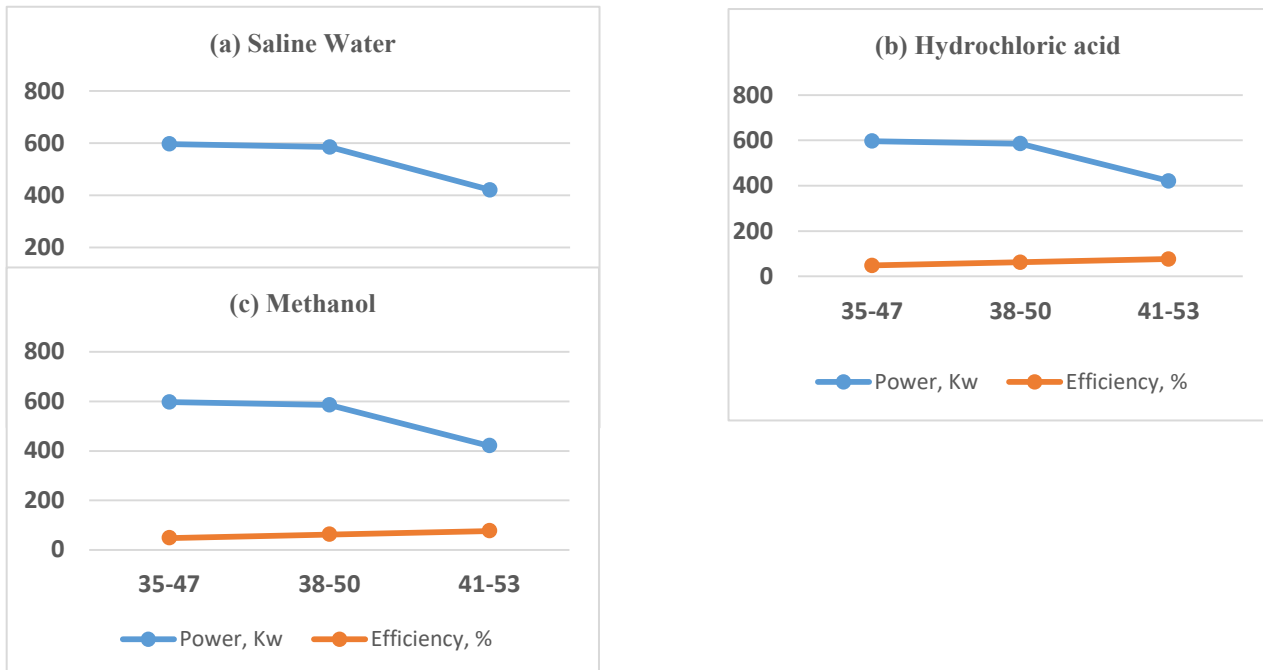 (a) Saline Water
800
600
400
200
(b) Hydrochloric acid
800
600
400
200
0
35-47 38-50 41-53
Power, Kw Efficiency, %
(c) Methanol
800
600
400
200
0
35-47 38-50 41-53
Power, Kw Efficiency, %